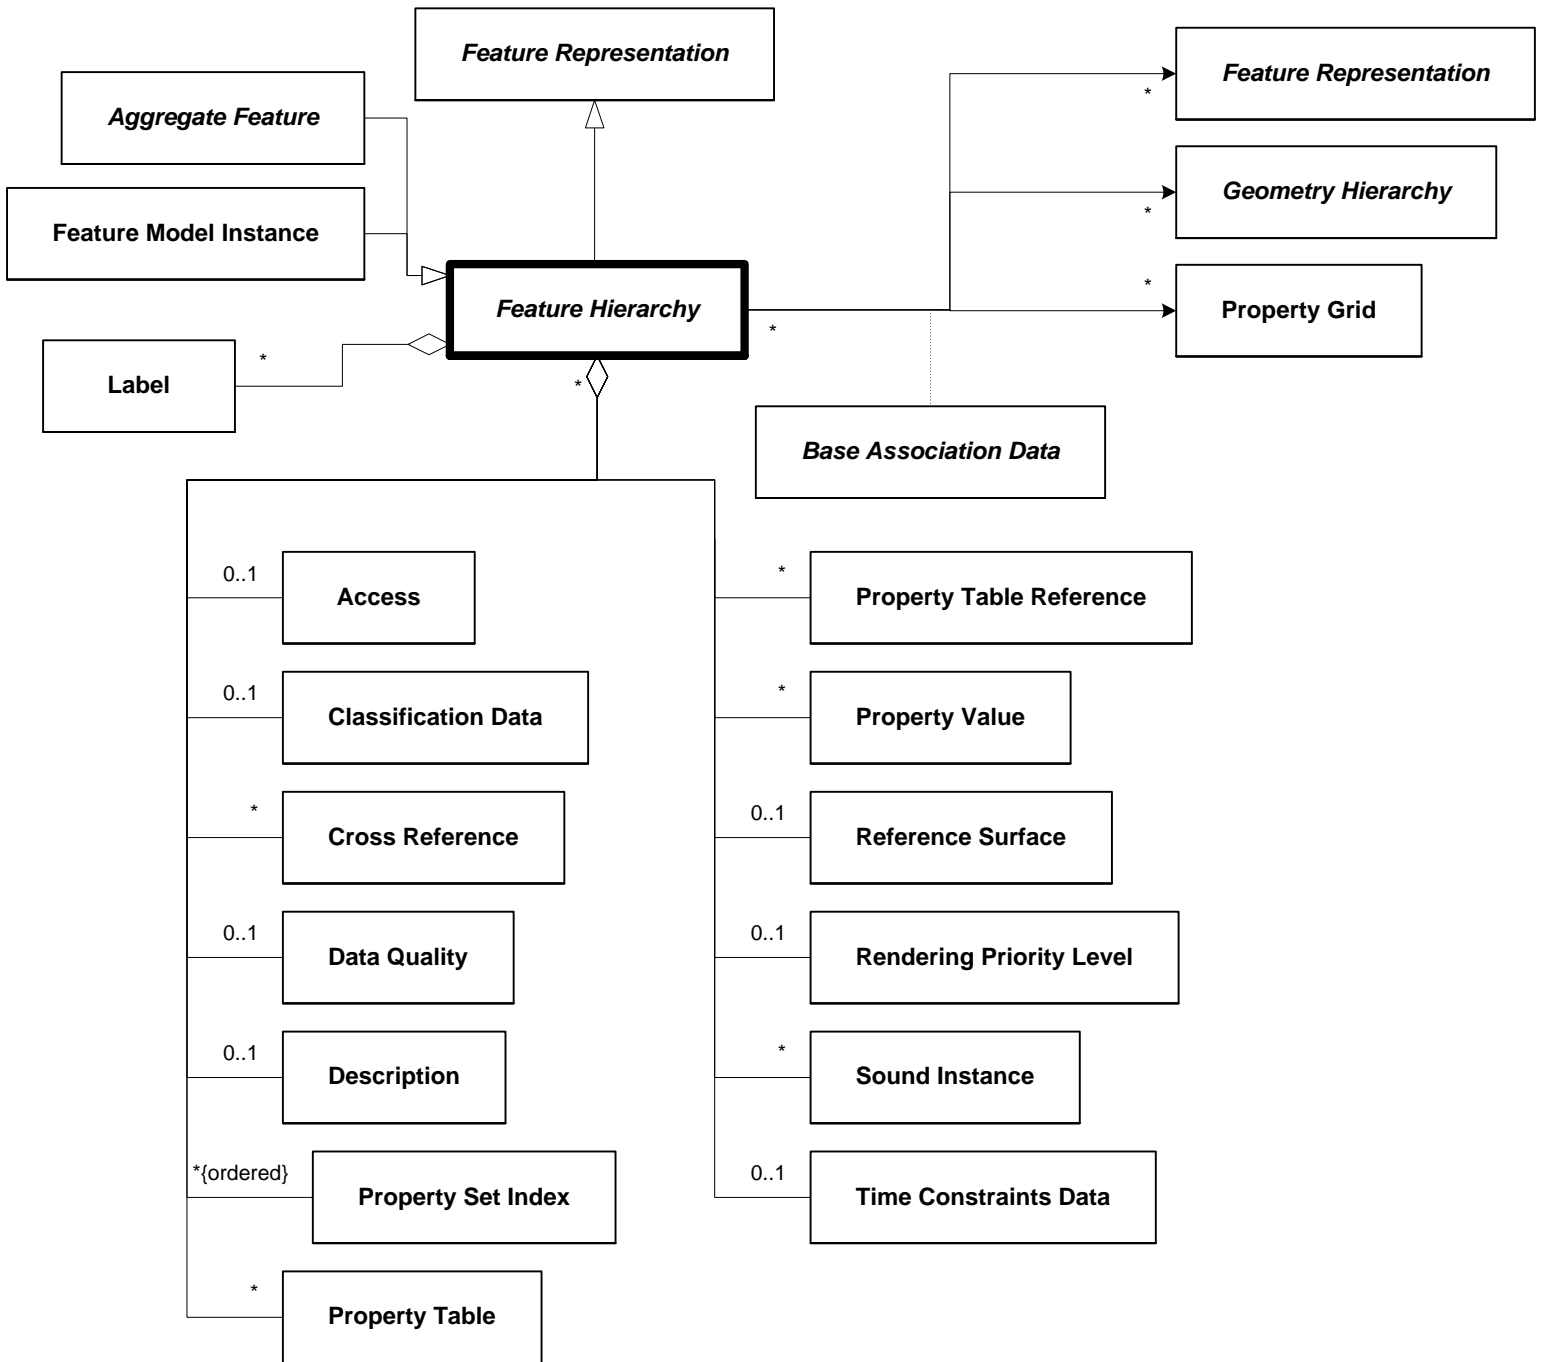 Feature Representation
Feature Representation
*
Aggregate Feature
Geometry Hierarchy
*
Feature Model Instance
Feature Hierarchy
*
*
Property Grid
*
Label
*
Base Association Data
0..1
Access
*
Property Table Reference
0..1
Classification Data
*
Property Value
*
Cross Reference
0..1
Reference Surface
0..1
Data Quality
0..1
Rendering Priority Level
0..1
Description
*
Sound Instance
*{ordered}
Property Set Index
0..1
Time Constraints Data
*
Property Table